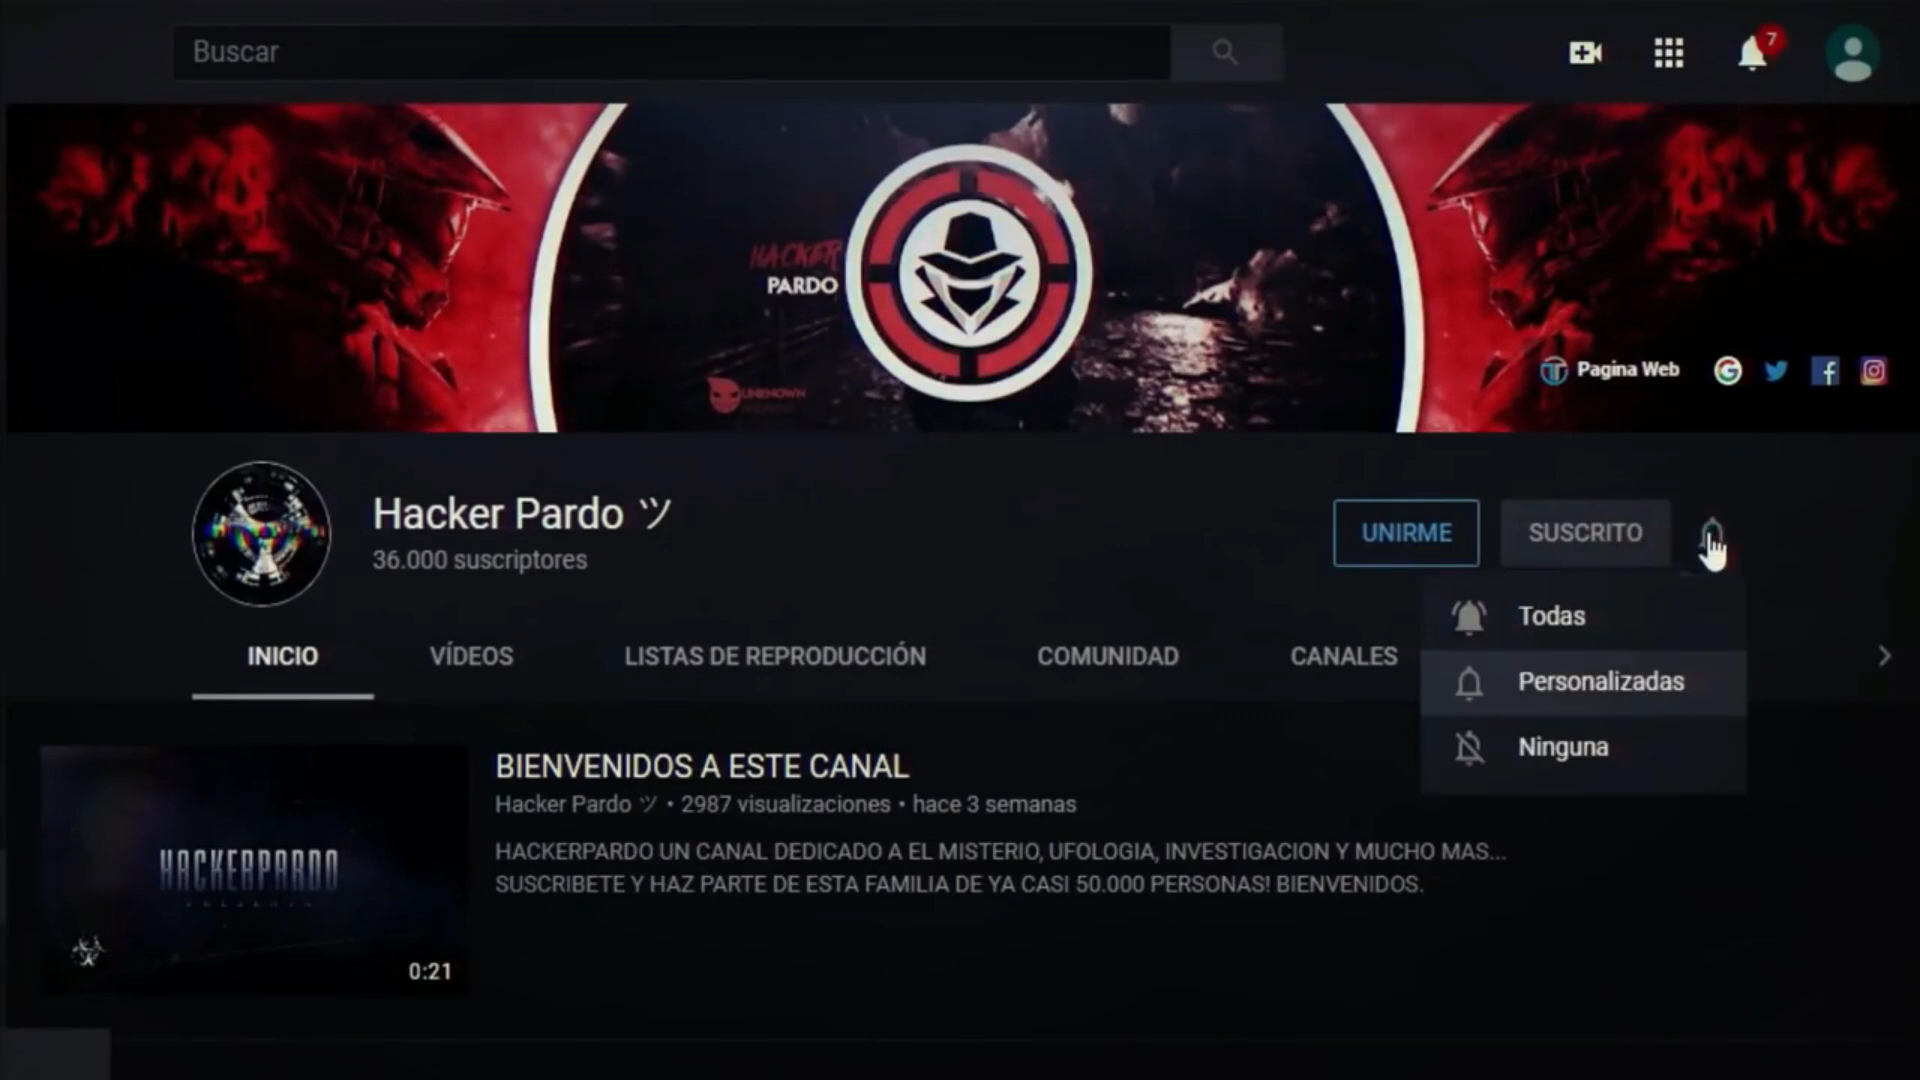 Buscar
7
HACKER
PARDO
UNKNOWN
Pagina Web
Hacker Pardo ツ
36.000 suscriptores
UNIRME
SUSCRITO
Todas
Personalizadas
Ninguna
INICIO
VÍDEOS
LISTAS DE REPRODUCCIÓN
COMUNIDAD
CANALES
HACKERPARDO
0:21
BIENVENIDOS A ESTE CANAL
Hacker Pardo ツ • 2987 visualizaciones • hace 3 semanas
HACKERPARDO UN CANAL DEDICADO A EL MISTERIO, UFOLOGIA, INVESTIGACION Y MUCHO MAS...
SUSCRIBETE Y HAZ PARTE DE ESTA FAMILIA DE YA CASI 50.000 PERSONAS! BIENVENIDOS.